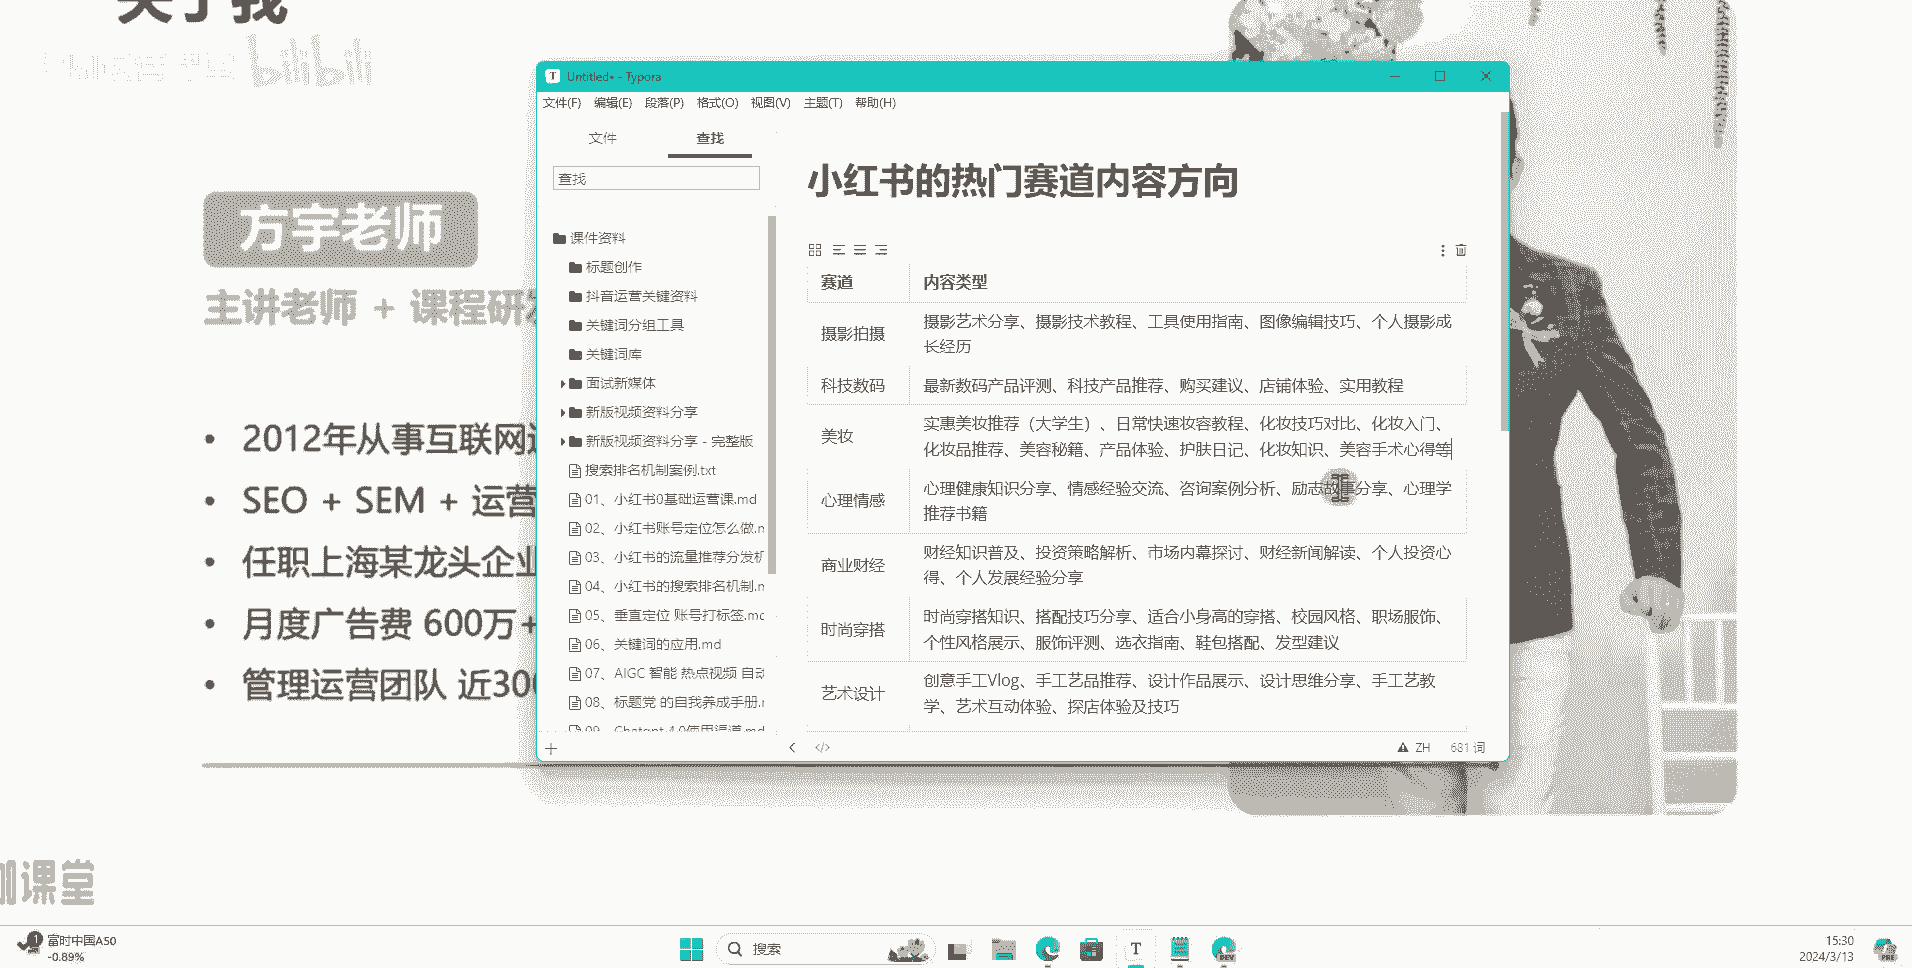 关于我
bilibili
方宇老师
主讲老师 + 课程研发
2012年从事互联网
SEO + SEM + 运营
任职上海某龙头企业
月度广告费 600万+
管理运营团队 近300
课堂
Untitled• - Typora
文件(F) 编辑(E) 段落(P) 格式(O) 视图(V) 主题(T) 帮助(H)
文件 查找
查找
课件资料
标题创作
抖音运营关键资料
关键词分组工具
关键词库
面试新媒体
新版视频资料分享
新版视频资料分享 - 完整版
搜索排名机制案例.txt
01、小红书0基础运营课.md
02、小红书账号定位怎么做.m
03、小红书的流量推荐分发机
04、小红书的搜索排名机制.m
05、垂直定位 账号打标签.md
06、关键词的应用.md
07、AIGC 智能 热点视频 自动
08、标题党 的自我养成手册.m
09、Chatgpt 4.0使用渠道.md
小红书的热门赛道内容方向
赛道 内容类型
摄影拍摄 摄影艺术分享、摄影技术教程、工具使用指南、图像编辑技巧、个人摄影成
长经历
科技数码 最新数码产品评测、科技产品推荐、购买建议、店铺体验、实用教程
美妆 实惠美妆推荐（大学生）、日常快速妆容教程、化妆技巧对比、化妆入门、
化妆品推荐、美容秘籍、产品体验、护肤日记、化妆知识、美容手术心得等
心理情感 心理健康知识分享、情感经验交流、咨询案例分析、励志故事分享、心理学
推荐书籍
商业财经 财经知识普及、投资策略解析、市场内幕探讨、财经新闻解读、个人投资心
得、个人发展经验分享
时尚穿搭 时尚穿搭知识、搭配技巧分享、适合小身高的穿搭、校园风格、职场服饰、
个性风格展示、服饰评测、选衣指南、鞋包搭配、发型建议
艺术设计 创意手工Vlog、手工艺品推荐、设计作品展示、设计思维分享、手工艺教
学、艺术互动体验、探店体验及技巧
ZH 681 词
富时中国A50
-0.89%
搜索
15:30
2024/3/13